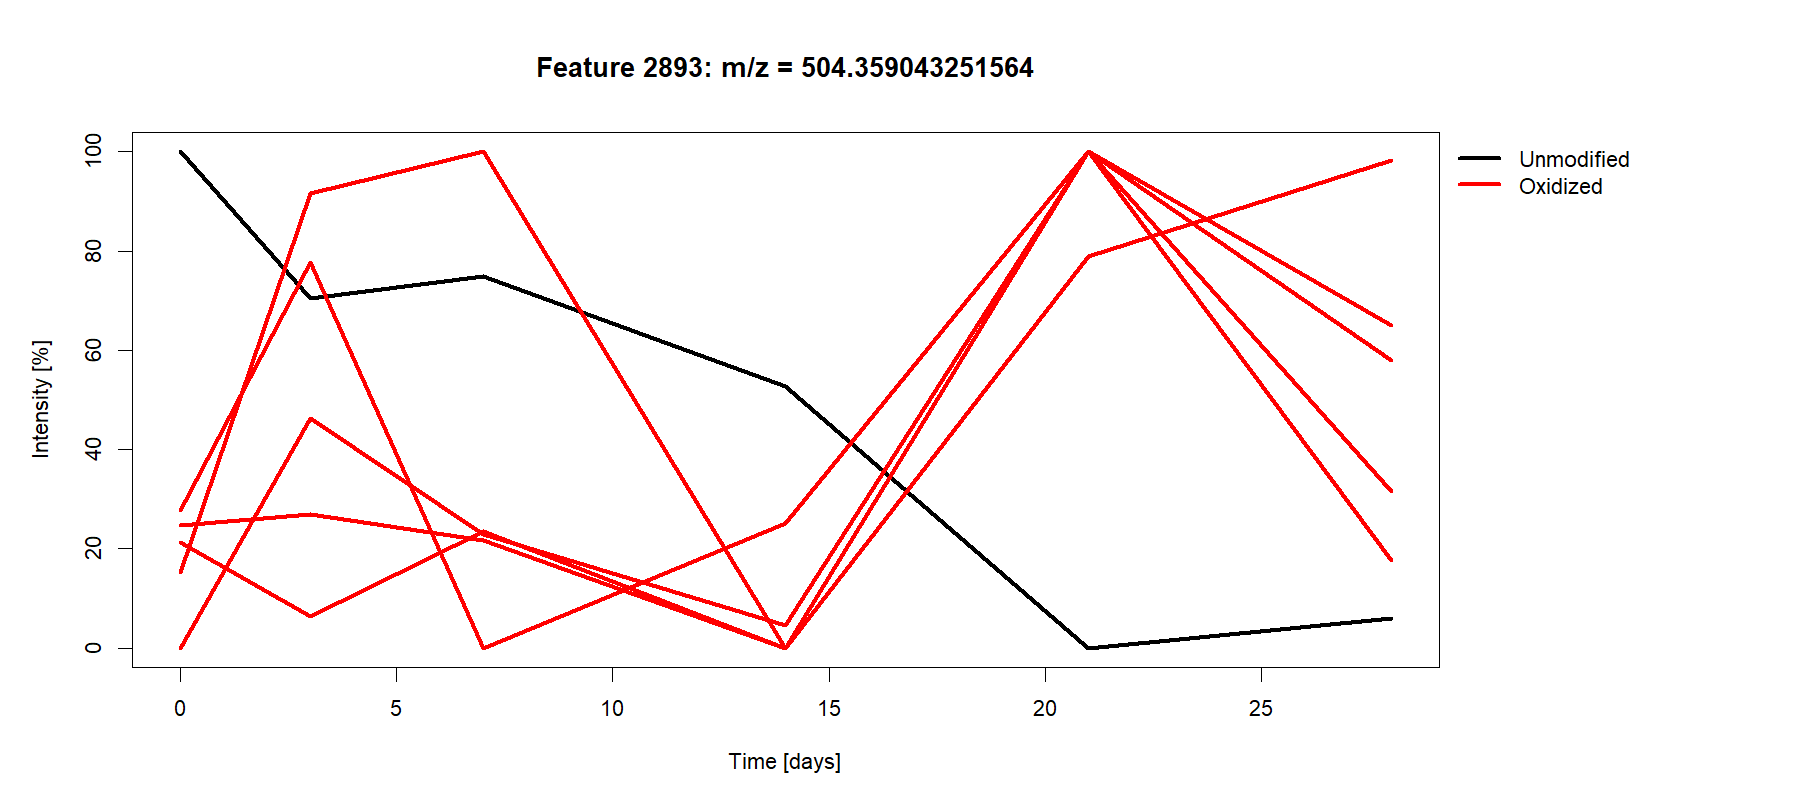 Feature 2893: m/z = 504.359043251564
Unmodified
Oxidized
Intensity [%]
100
80
60
40
20
0
0 5 10 15 20 25
Time [days]